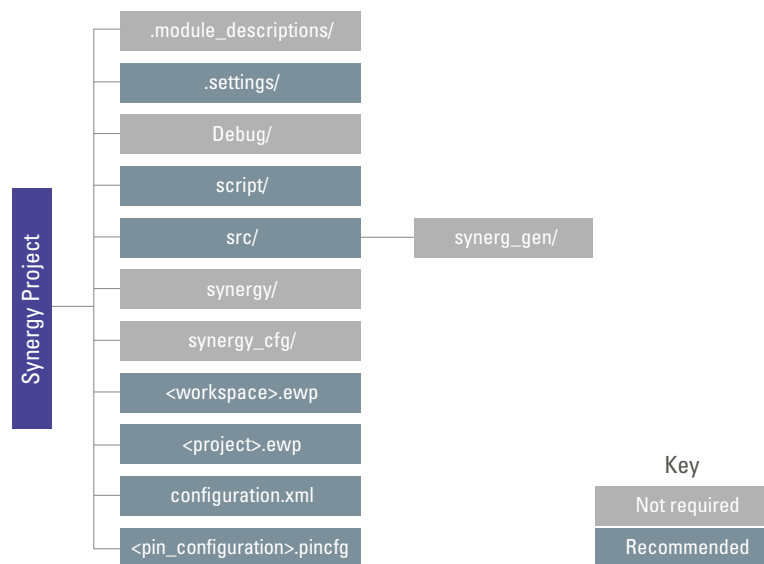 .module_descriptions/
.settings/
Debug/
script/
src/
synerg_gen/
synergy/
synergy_cfg/
<workspace>.ewp
<project>.ewp
configuration.xml
<pin_configuration>.pincfg
Synergy Project
Key
Not required
Recommended